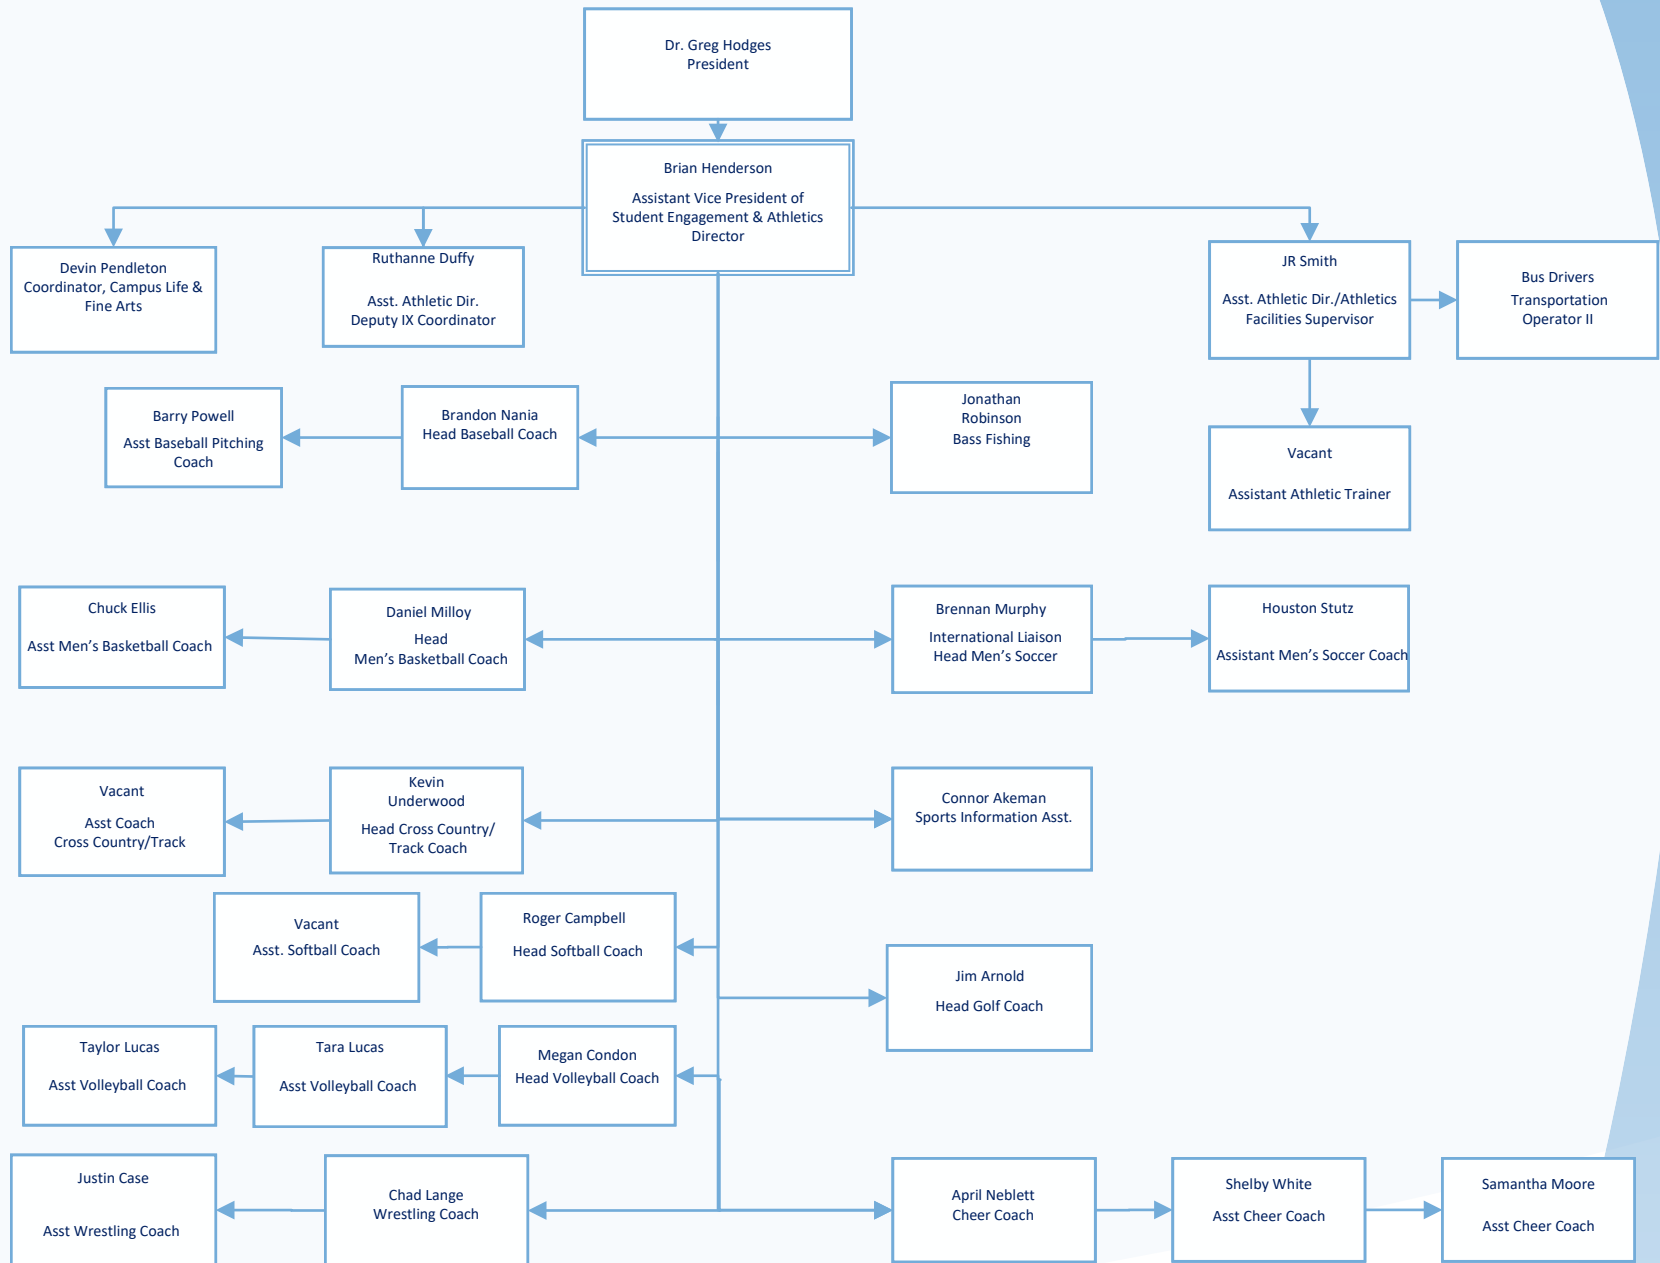 Dr. Greg Hodges
President
Brian Henderson
Assistant Vice President of
Student Engagement & Athletics
Director
Devin Pendleton
Coordinator, Campus Life &
Fine Arts
Ruthanne Duffy
Asst. Athletic Dir.
Deputy IX Coordinator
JR Smith
Asst. Athletic Dir./Athletics
Facilities Supervisor
Bus Drivers
Transportation
Operator II
Barry Powell
Asst Baseball Pitching
Coach
Brandon Nania
Head Baseball Coach
Jonathan
Robinson
Bass Fishing
Vacant
Assistant Athletic Trainer
Chuck Ellis
Asst Men’s Basketball Coach
Daniel Milloy
Head
Men’s Basketball Coach
Brennan Murphy
International Liaison
Head Men’s Soccer
Houston Stutz
Assistant Men’s Soccer Coach
Vacant
Asst Coach
Cross Country/Track
Kevin
Underwood
Head Cross Country/
Track Coach
Connor Akeman
Sports Information Asst.
Vacant
Asst. Softball Coach
Roger Campbell
Head Softball Coach
Jim Arnold
Head Golf Coach
Taylor Lucas
Asst Volleyball Coach
Tara Lucas
Asst Volleyball Coach
Megan Condon
Head Volleyball Coach
Justin Case
Asst Wrestling Coach
Chad Lange
Wrestling Coach
April Neblett
Cheer Coach
Shelby White
Asst Cheer Coach
Samantha Moore
Asst Cheer Coach